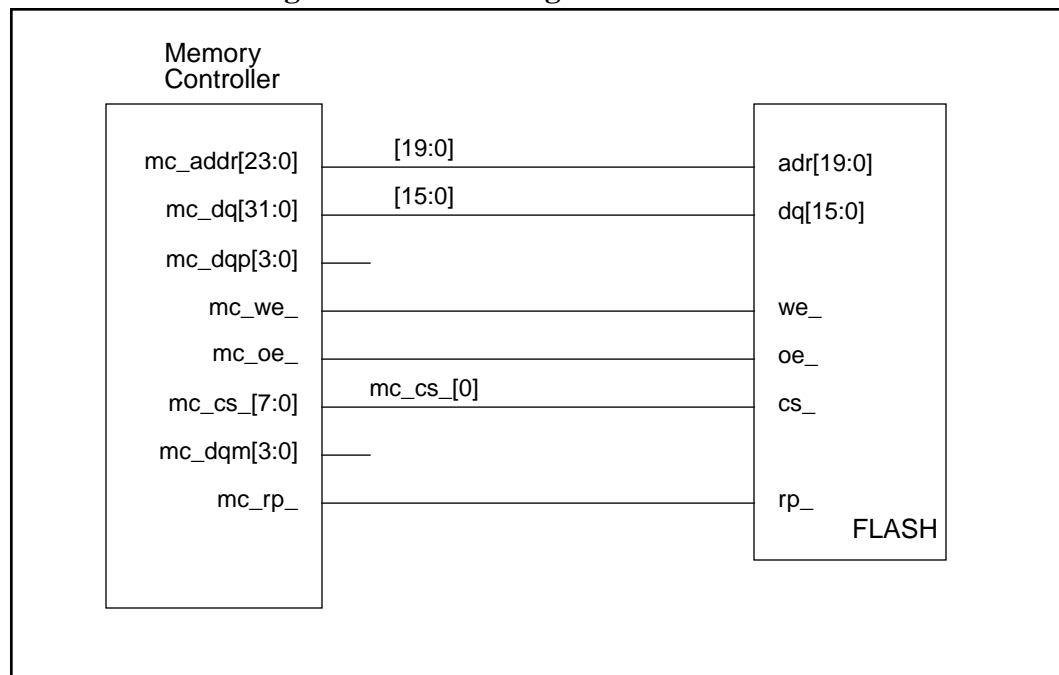 Memory
Controller
mc_addr[23:0]
[19:0]
adr[19:0]
mc_dq[31:0]
[15:0]
dq[15:0]
mc_dqp[3:0]
mc_we_
we_
mc_oe_
oe_
mc_cs_[7:0]
mc_cs_[0]
cs_
mc_dqm[3:0]
mc_rp_
rp_
FLASH